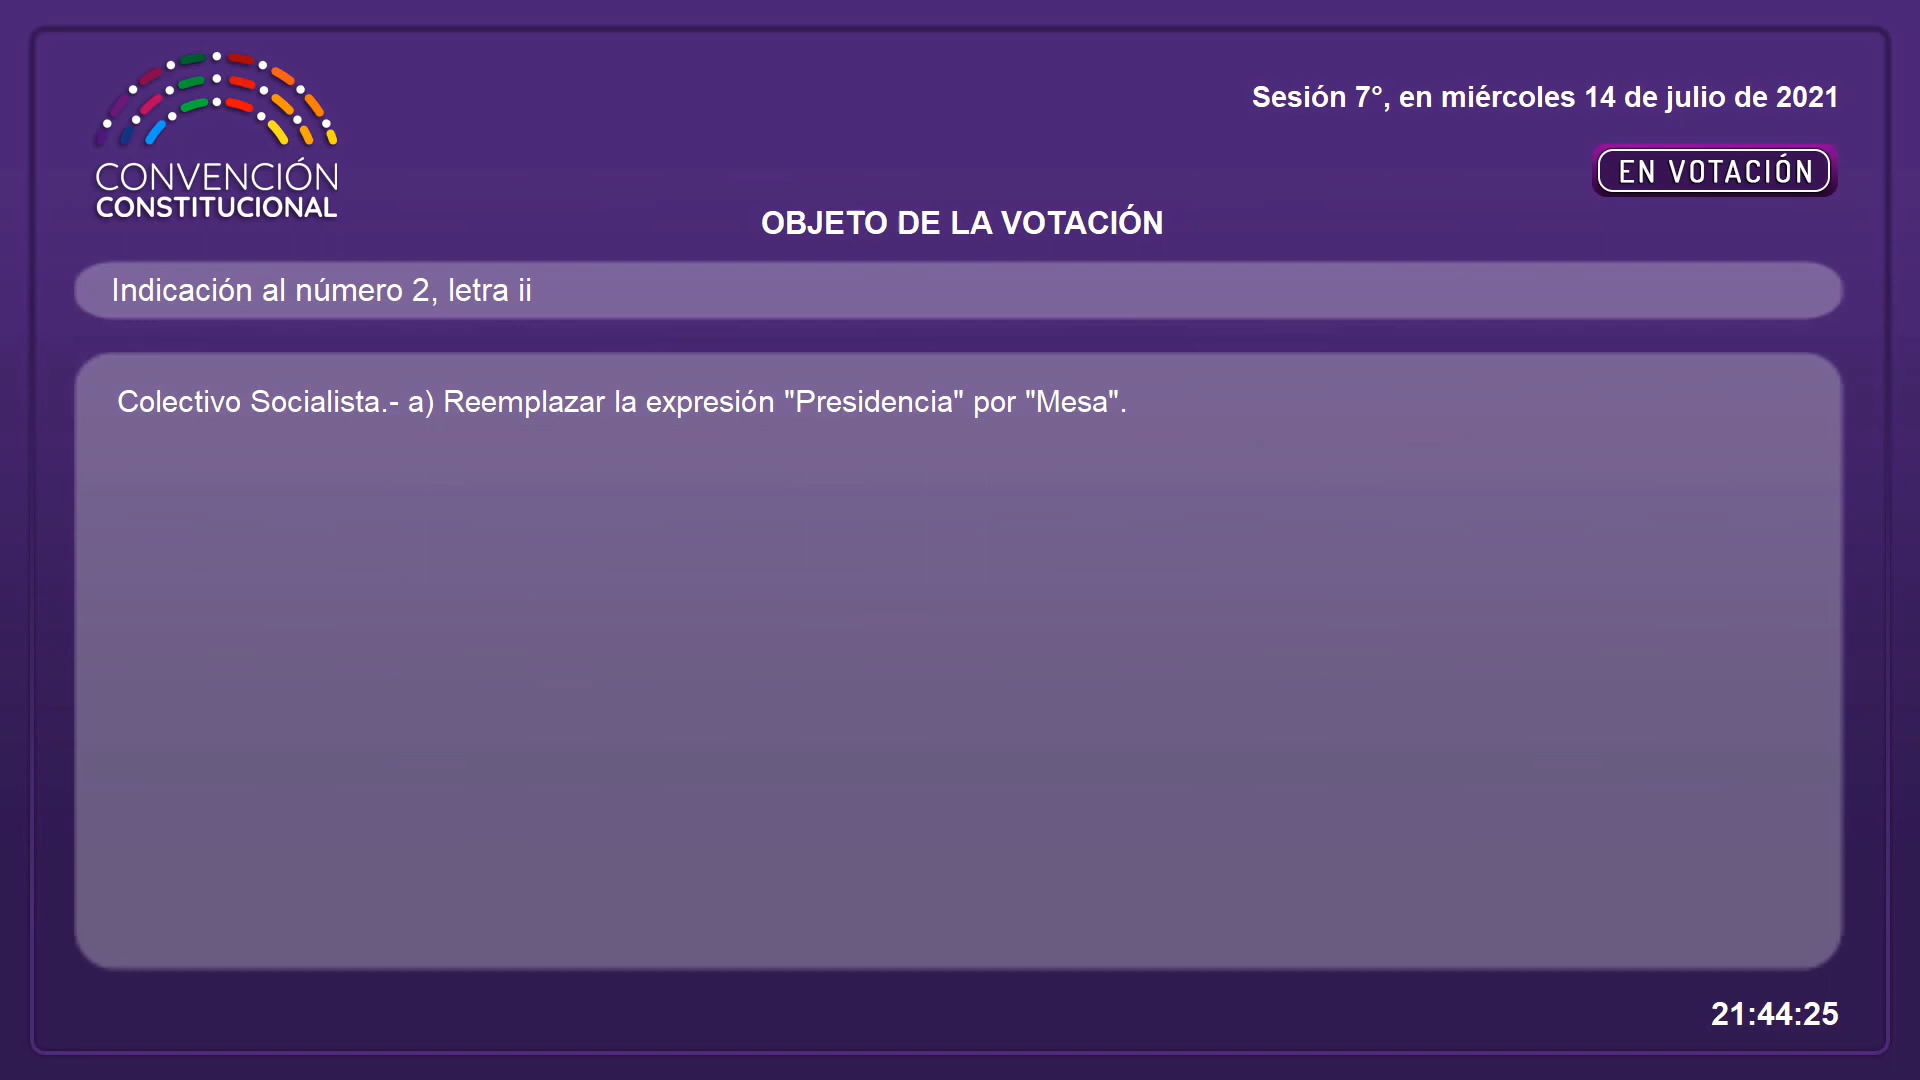 CONVENCIÓN
CONSTITUCIONAL
Sesión 7°, en miércoles 14 de julio de 2021
EN VOTACIÓN
OBJETO DE LA VOTACIÓN
Indicación al número 2, letra ii
Colectivo Socialista.- a) Reemplazar la expresión "Presidencia" por "Mesa".
21:44:25